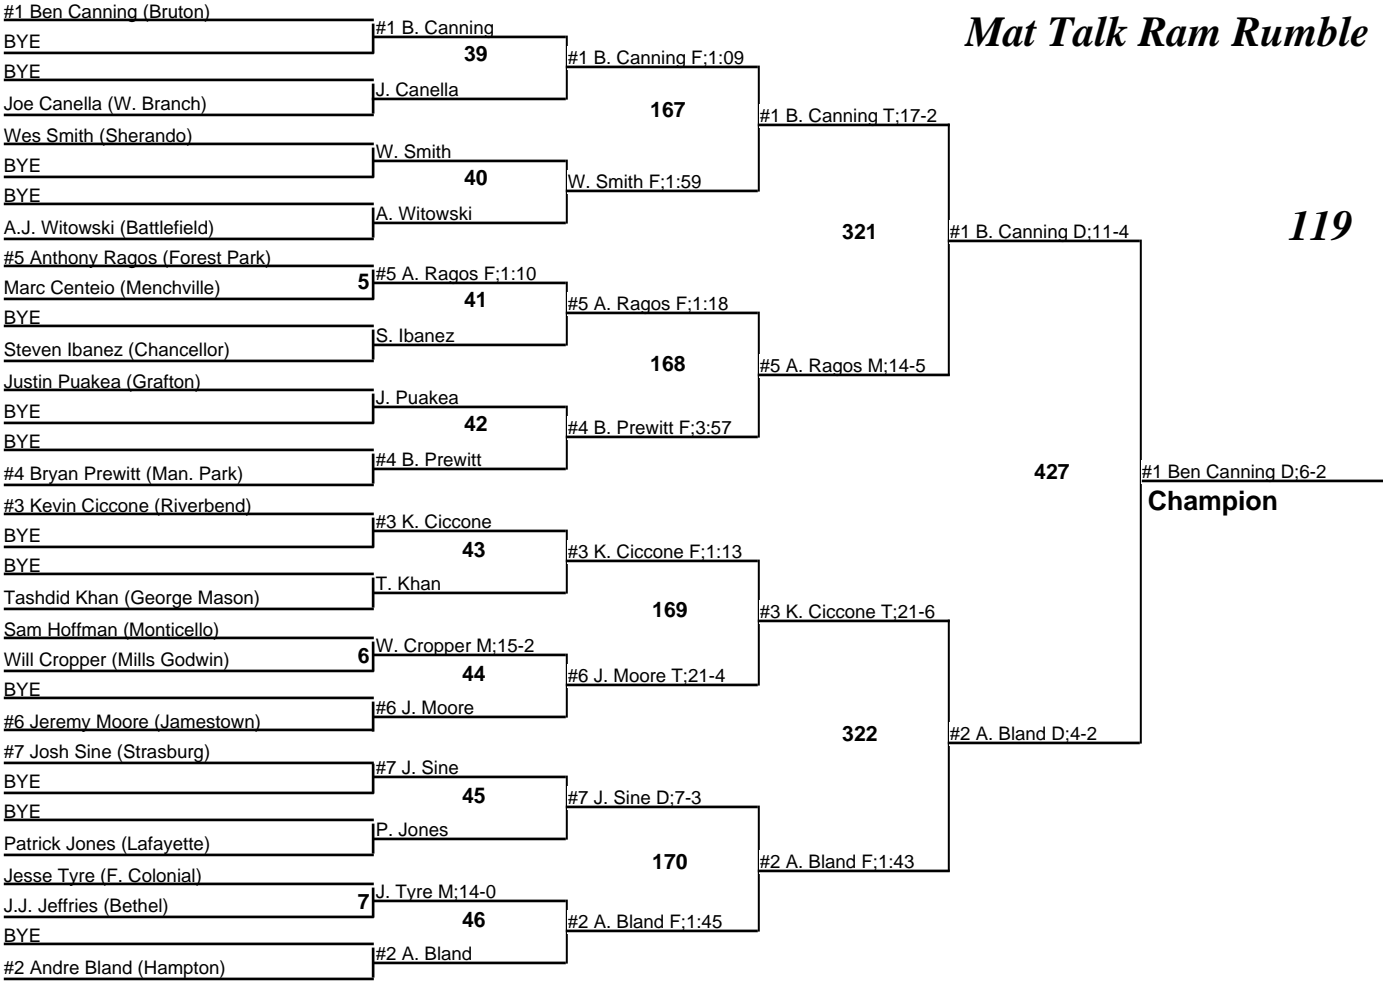 Mat Talk Ram Rumble
119
#1 Ben Canning (Bruton)
BYE
BYE
Joe Canella (W. Branch)
Wes Smith (Sherando)
BYE
BYE
A.J. Witowski (Battlefield)
#5 Anthony Ragos (Forest Park)
Marc Centeio (Menchville)
BYE
Steven Ibanez (Chancellor)
Justin Puakea (Grafton)
BYE
BYE
#4 Bryan Prewitt (Man. Park)
#3 Kevin Ciccone (Riverbend)
BYE
BYE
Tashdid Khan (George Mason)
Sam Hoffman (Monticello)
Will Cropper (Mills Godwin)
BYE
#6 Jeremy Moore (Jamestown)
#7 Josh Sine (Strasburg)
BYE
BYE
Patrick Jones (Lafayette)
Jesse Tyre (F. Colonial)
J.J. Jeffries (Bethel)
BYE
#2 Andre Bland (Hampton)
5
6
7
#1 B. Canning
39
J. Canella
W. Smith
40
A. Witowski
#5 A. Ragos F;1:10
41
S. Ibanez
J. Puakea
42
#4 B. Prewitt
#3 K. Ciccone
43
T. Khan
W. Cropper M;15-2
44
#6 J. Moore
#7 J. Sine
45
P. Jones
J. Tyre M;14-0
46
#2 A. Bland
#1 B. Canning F;1:09
167
W. Smith F;1:59
#5 A. Ragos F;1:18
168
#4 B. Prewitt F;3:57
#3 K. Ciccone F;1:13
169
#6 J. Moore T;21-4
#7 J. Sine D;7-3
170
#2 A. Bland F;1:45
#1 B. Canning T;17-2
321
#5 A. Ragos M;14-5
#3 K. Ciccone T;21-6
322
#2 A. Bland F;1:43
#1 B. Canning D;11-4
427
#2 A. Bland D;4-2
#1 Ben Canning D;6-2
Champion